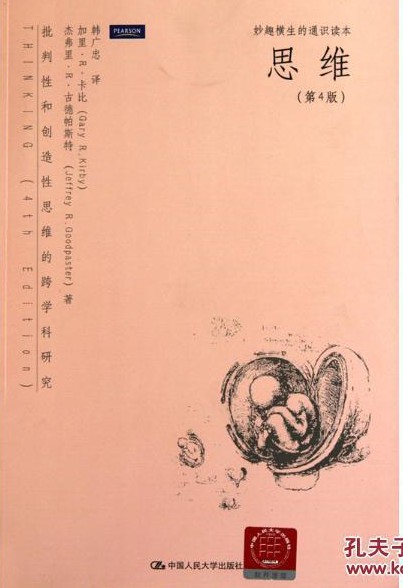 PEARSON
妙趣横生的通识读本
思维
(第4版)
韩广忠 译
加里·R·卡比 (Gary R.Kirby)
杰弗里·R·古德帕斯特 (Jeffrey R.Goodpaster) 著
批判性和创造性思维的跨学科研究
THINKING (4th Edition)
中国人民大学出版社
孔夫子